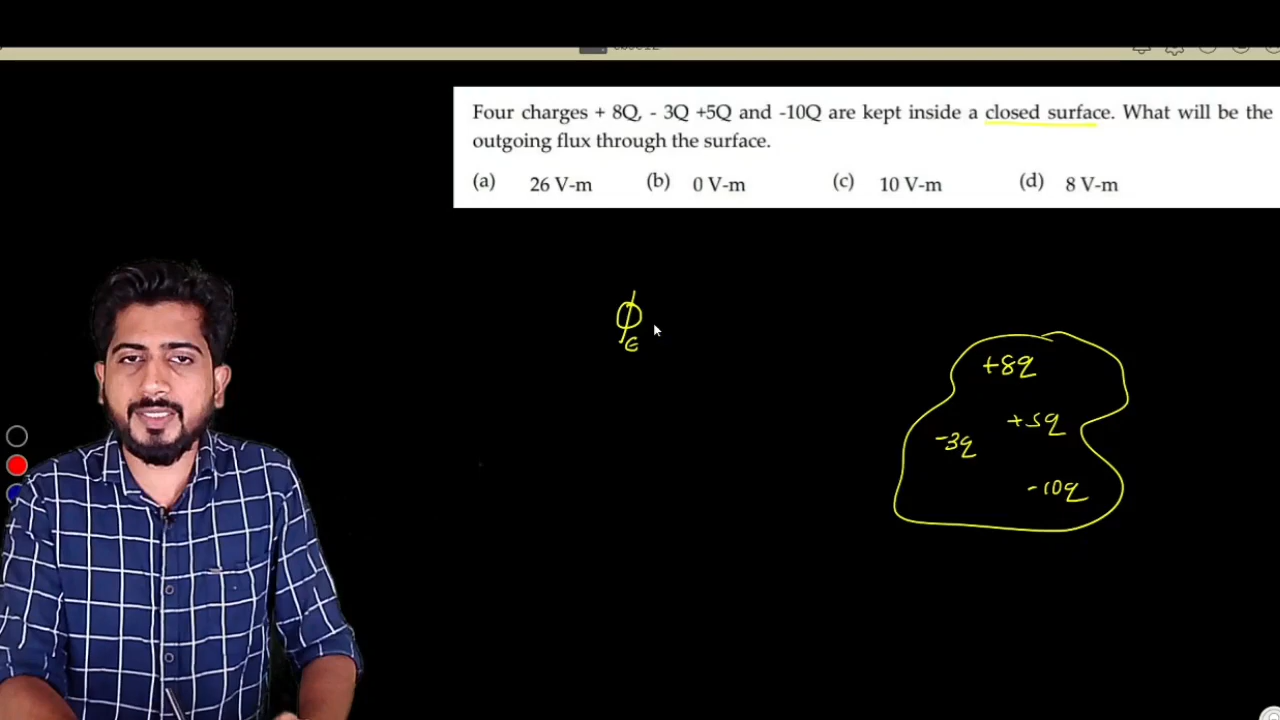 Four charges + 8Q, - 3Q +5Q and -10Q are kept inside a closed surface. What will be the
outgoing flux through the surface.
(a) 26 V-m (b) 0 V-m (c) 10 V-m (d) 8 V-m
ϕE
+8q
+5q
-3q
-10q